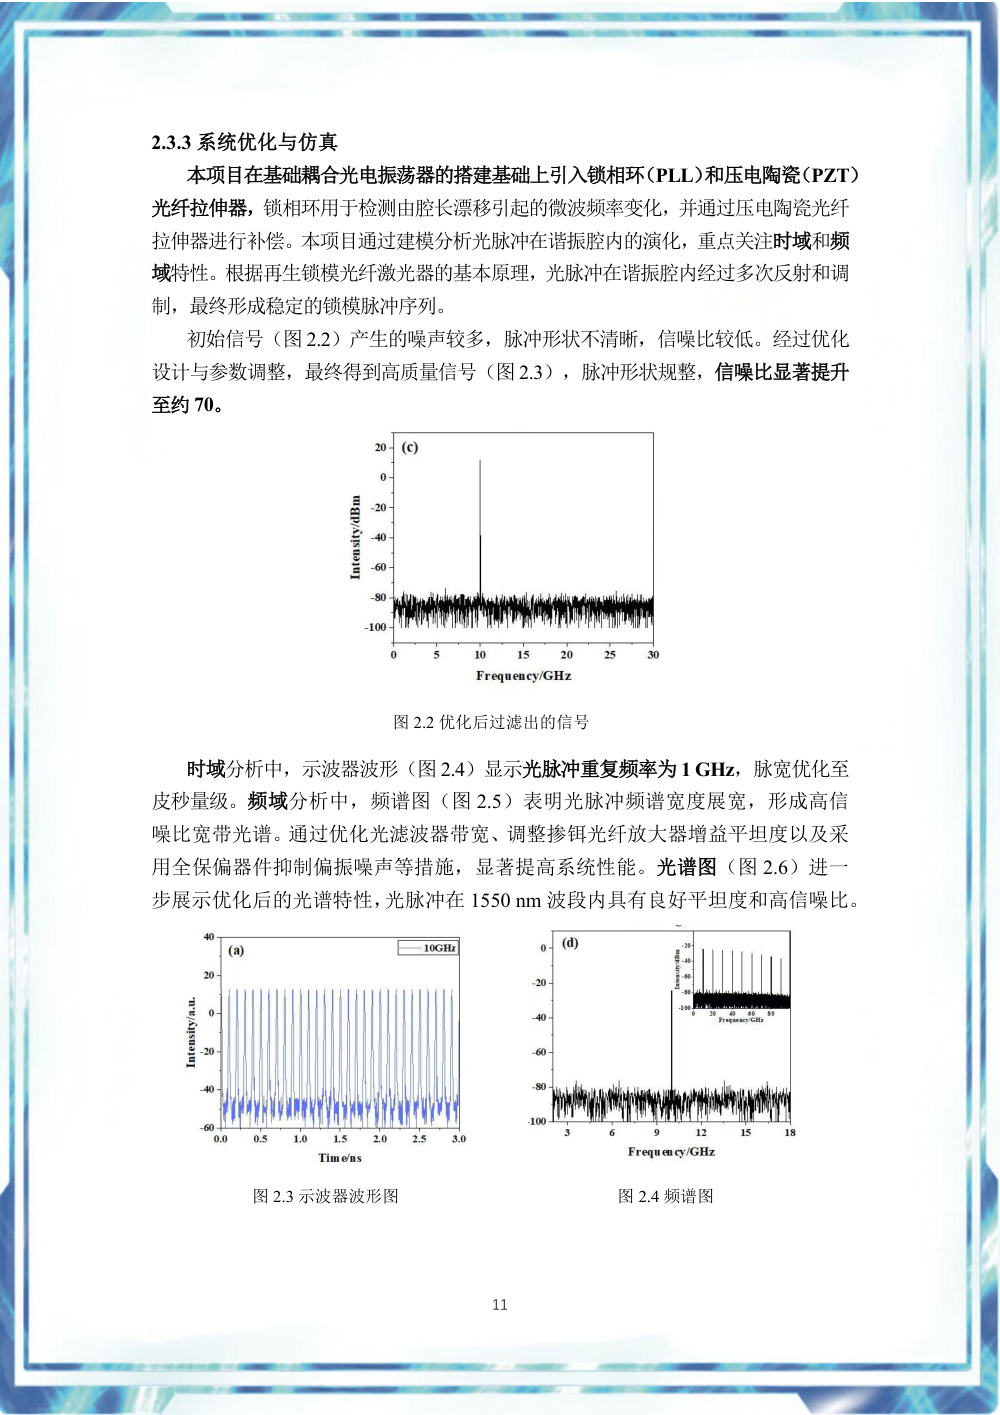 2.3.3 系统优化与仿真
本项目在基础耦合光电振荡器的搭建基础上引入锁相环（PLL）和压电陶瓷（PZT）
光纤拉伸器，锁相环用于检测由腔长漂移引起的微波频率变化，并通过压电陶瓷光纤
拉伸器进行补偿。本项目通过建模分析光脉冲在谐振腔内的演化，重点关注时域和频
域特性。根据再生锁模光纤激光器的基本原理，光脉冲在谐振腔内经过多次反射和调
制，最终形成稳定的锁模脉冲序列。
初始信号（图 2.2）产生的噪声较多，脉冲形状不清晰，信噪比较低。经过优化
设计与参数调整，最终得到高质量信号（图 2.3），脉冲形状规整，信噪比显著提升
至约 70。
(c)
20
0
-20
-40
-60
-80
-100
Intensity/dBm
0 5 10 15 20 25 30
Frequency/GHz
图 2.2 优化后过滤出的信号
时域分析中，示波器波形（图 2.4）显示光脉冲重复频率为 1 GHz，脉宽优化至
皮秒量级。频域分析中，频谱图（图 2.5）表明光脉冲频谱宽度展宽，形成高信
噪比宽带光谱。通过优化光滤波器带宽、调整掺铒光纤放大器增益平坦度以及采
用全保偏器件抑制偏振噪声等措施，显著提高系统性能。光谱图（图 2.6）进一
步展示优化后的光谱特性，光脉冲在 1550 nm 波段内具有良好平坦度和高信噪比。
(a)
10GHz
40
20
0
-20
-40
-60
Intensity/a.u.
0.0 0.5 1.0 1.5 2.0 2.5 3.0
Time/ns
(d)
0
-20
-40
-60
-80
-100
3 6 9 12 15 18
Frequency/GHz
-20
-40
-60
-80
-100
Intensity/dBm
0 20 40 60 80
Frequency/GHz
图 2.3 示波器波形图
图 2.4 频谱图
11